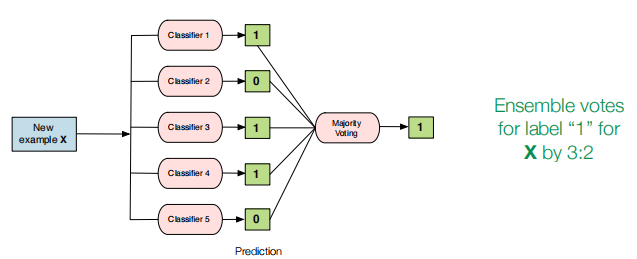 Classifier 1
1
Classifier 2
0
Classifier 3
1
Classifier 4
1
Classifier 5
0
New
example X
Majority
Voting
1
Prediction
Ensemble votes
for label “1” for
X by 3:2